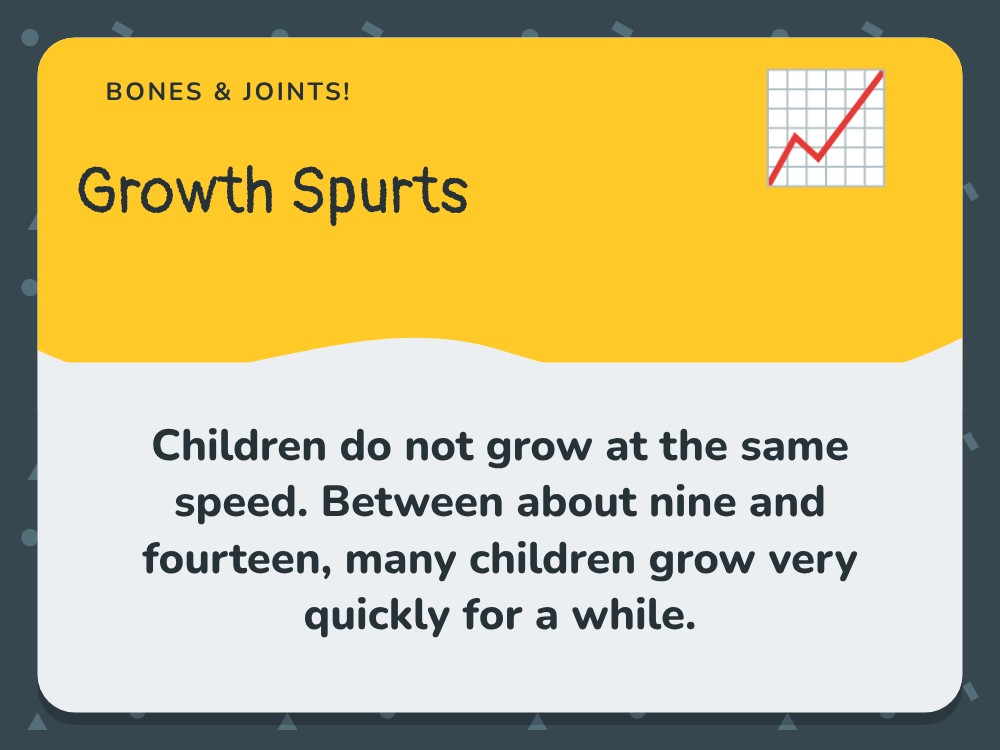 BONES & JOINTS!
Growth Spurts
Children do not grow at the same
speed. Between about nine and
fourteen, many children grow very
quickly for a while.